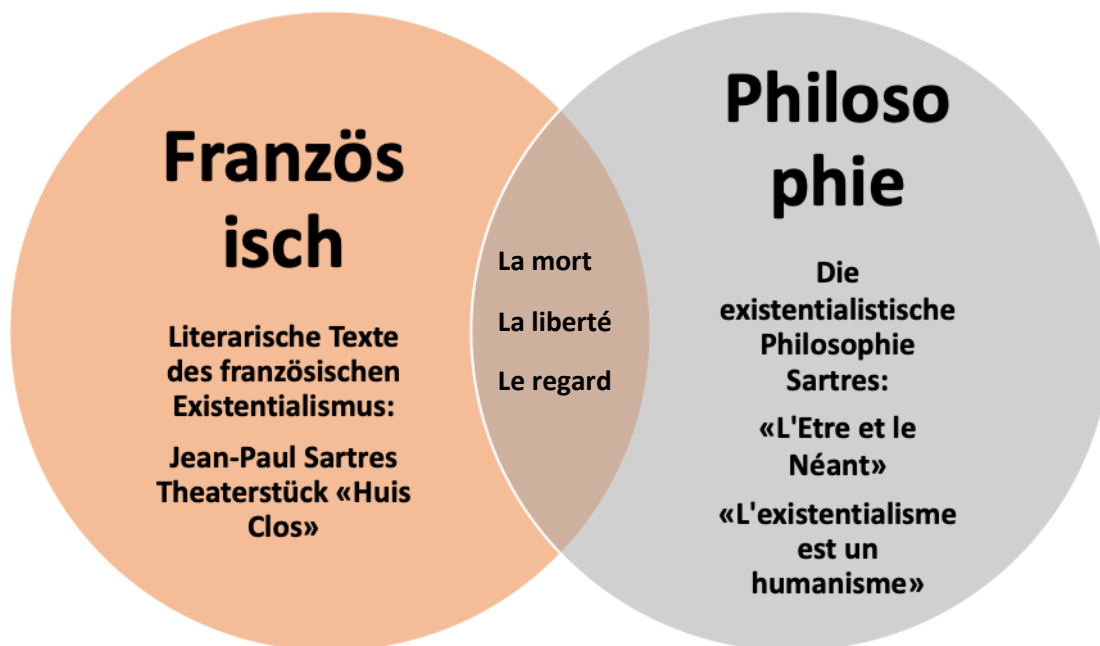 Französ
isch
Literarische Texte
des französischen
Existentialismus:
Jean-Paul Sartres
Theaterstück «Huis
Clos»
La mort
La liberté
Le regard
Philoso
phie
Die
existentialistische
Philosophie
Sartres:
«L'Etre et le
Néant»
«L'existentialisme
est un
humanisme»